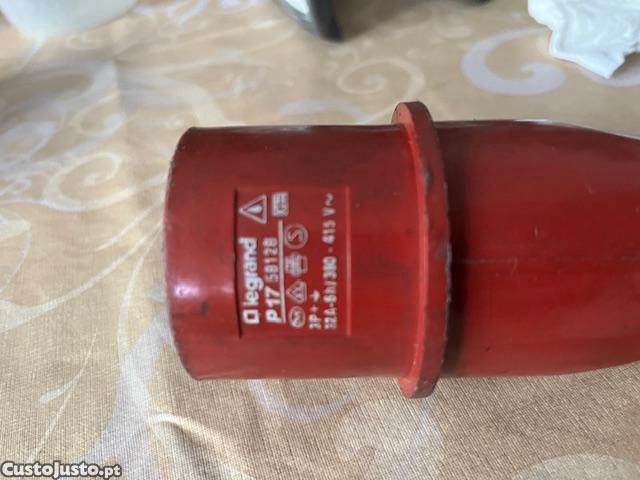 legrand
P17 58128
S
3P+⏚
32A-6h/380-415 V~
CustoJusto.pt